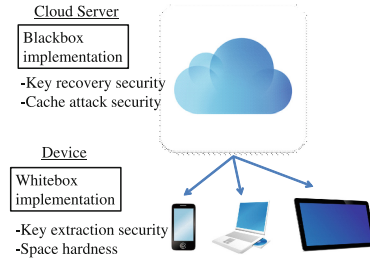 Cloud Server
Blackbox
implementation
-Key recovery security
-Cache attack security
Device
Whitebox
implementation
-Key extraction security
-Space hardness